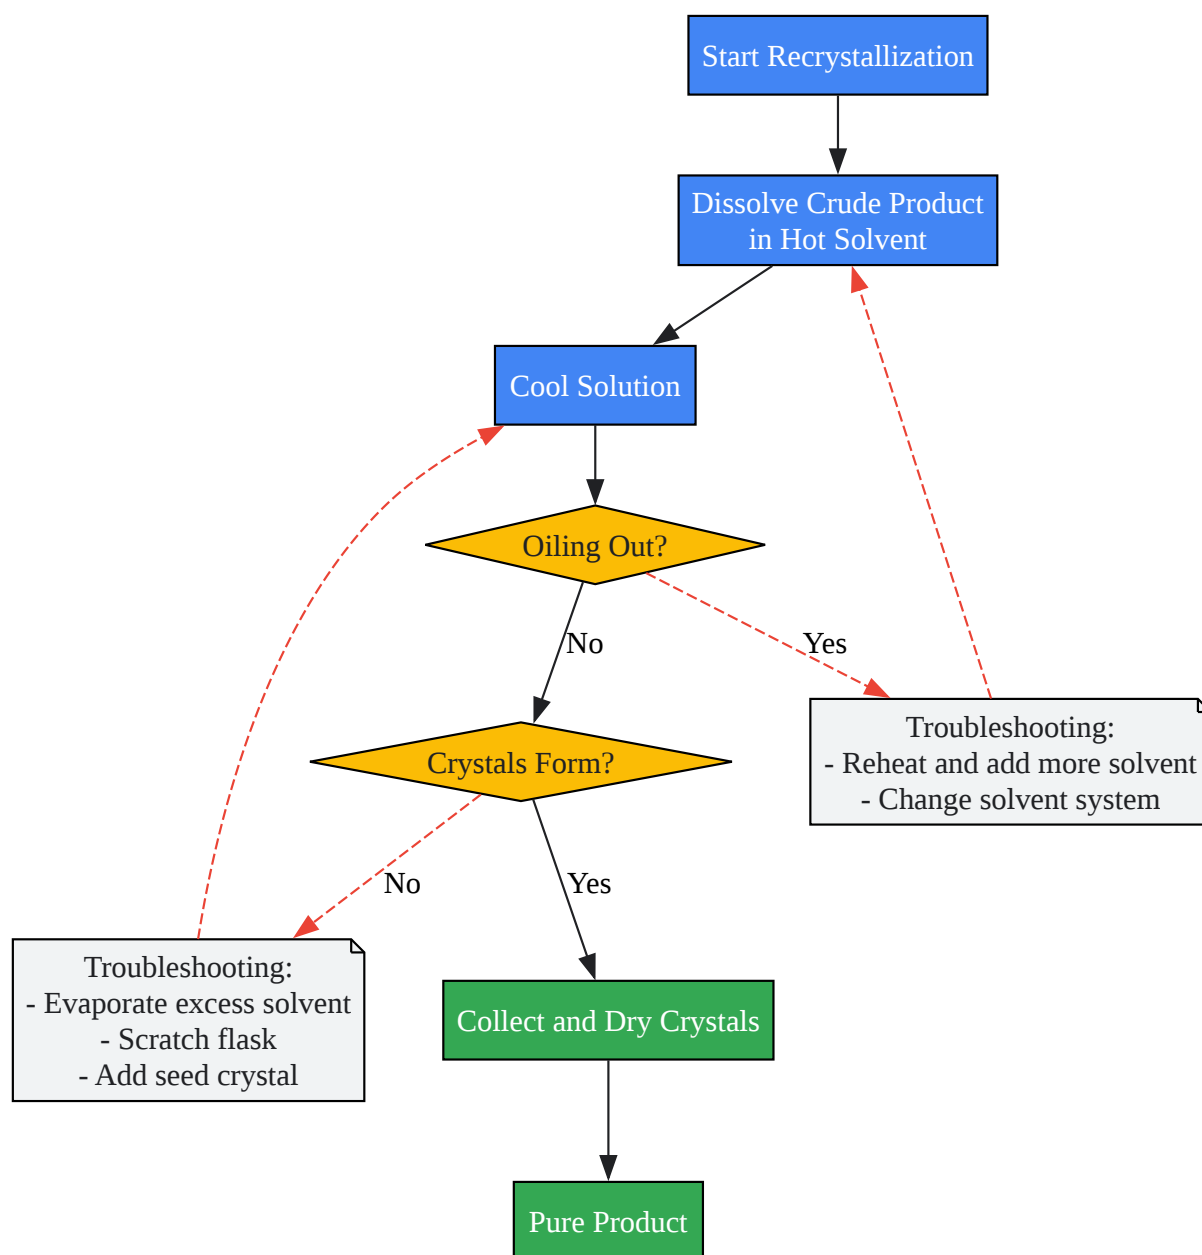 Start Recrystallization
Dissolve Crude Product
in Hot Solvent
Cool Solution
Oiling Out?
No
Yes
Troubleshooting:
- Reheat and add more solvent
- Change solvent system
Crystals Form?
No
Yes
Troubleshooting:
- Evaporate excess solvent
- Scratch flask
- Add seed crystal
Collect and Dry Crystals
Pure Product